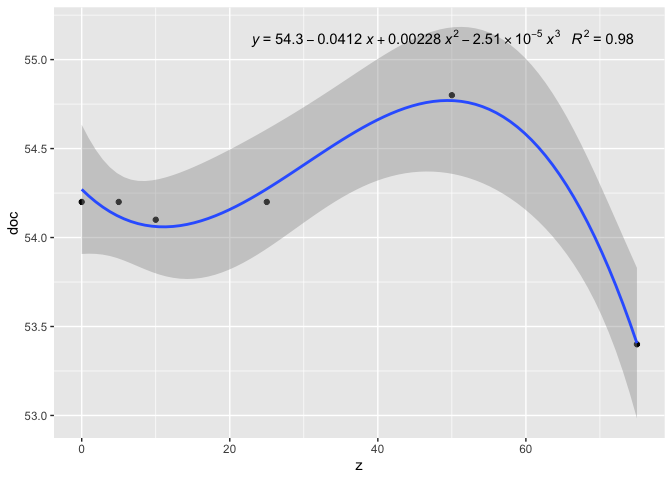 y = 54.3 – 0.0412 x + 0.00228 x² – 2.51 × 10⁻⁵ x³   R² = 0.98
55.0
54.5
54.0
53.5
53.0
doc
0 20 40 60
z